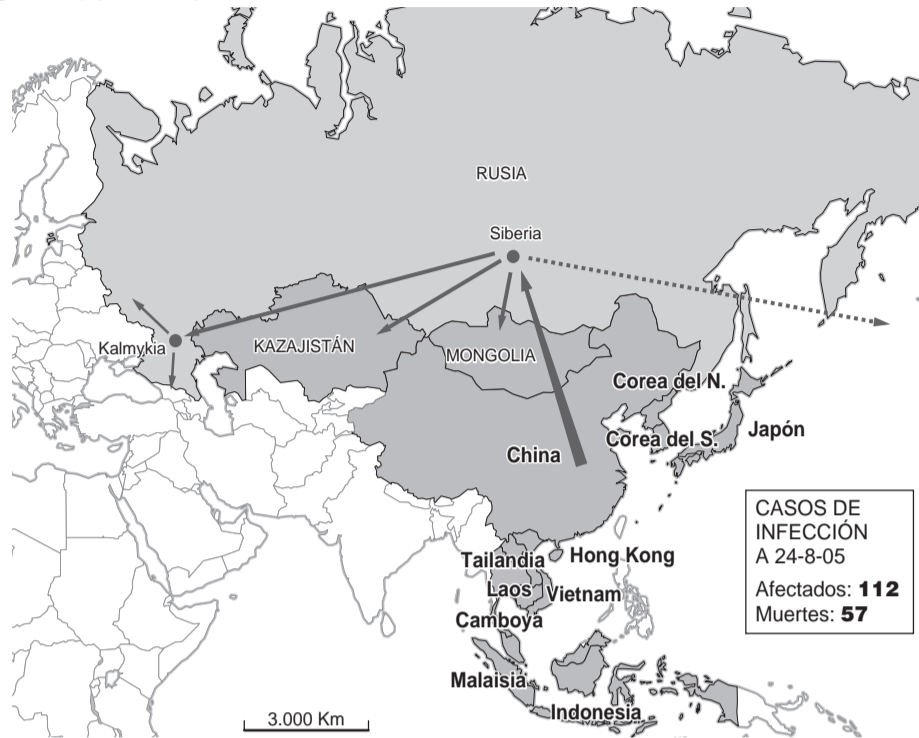 RUSIA
Siberia
Kalmykia
KAZAJISTÁN
MONGOLIA
Corea del N.
Japón
Corea del S.
China
CASOS DE
INFECCIÓN
A 24-8-05
Afectados: 112
Muertes: 57
Tailandia
Hong Kong
Laos
Vietnam
Camboya
Malaisia
Indonesia
3.000 Km